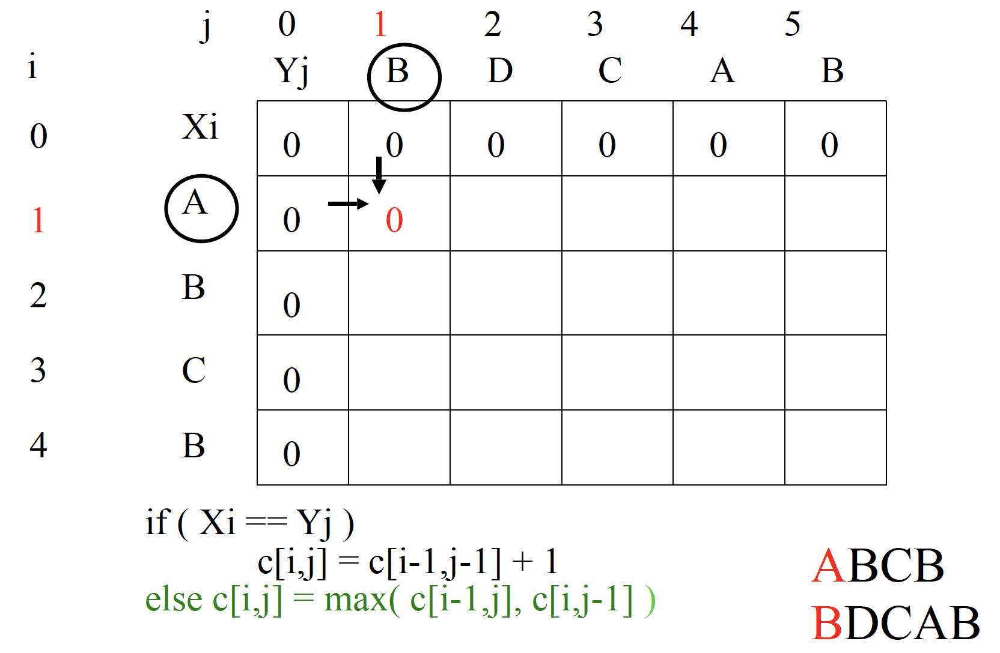 j 0 1 2 3 4 5
i Yj B D C A B
0 Xi 0 0 0 0 0 0
1 A 0 0
2 B 0
3 C 0
4 B 0
if ( Xi == Yj )
c[i,j] = c[i-1,j-1] + 1
else c[i,j] = max( c[i-1,j], c[i,j-1] )
ABCB
BDCAB